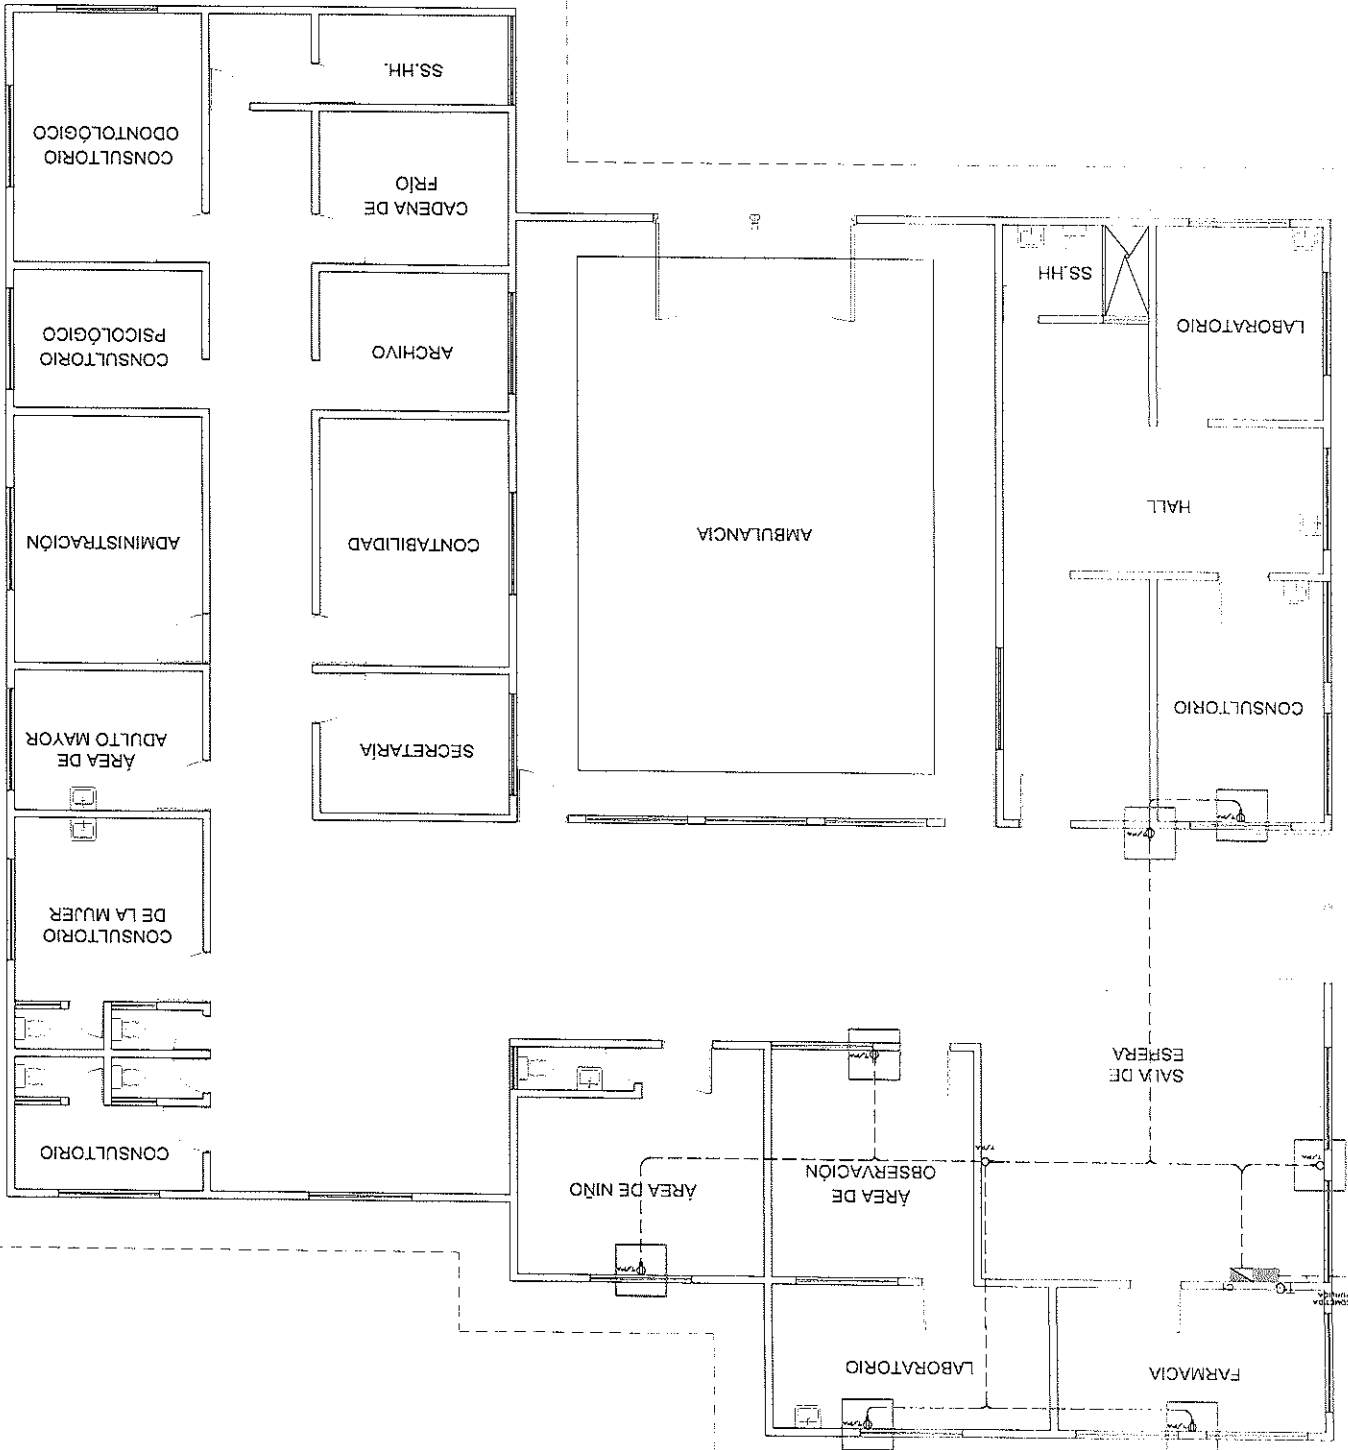 FARMACIA
LABORATORIO
ÁREA DE
OBSERVACIÓN
ÁREA DE NIÑO
CONSULTORIO
SALA DE
ESPERA
CONSULTORIO
DE LA MUJER
CONSULTORIO
SECRETARÍA
ÁREA DE
ADULTO MAYOR
HALL
AMBULANCIA
CONTABILIDAD
ADMINISTRACIÓN
LABORATORIO
ARCHIVO
CONSULTORIO
PSICOLÓGICO
SS.HH
CADENA DE
FRÍO
CONSULTORIO
ODONTOLÓGICO
SS.HH.